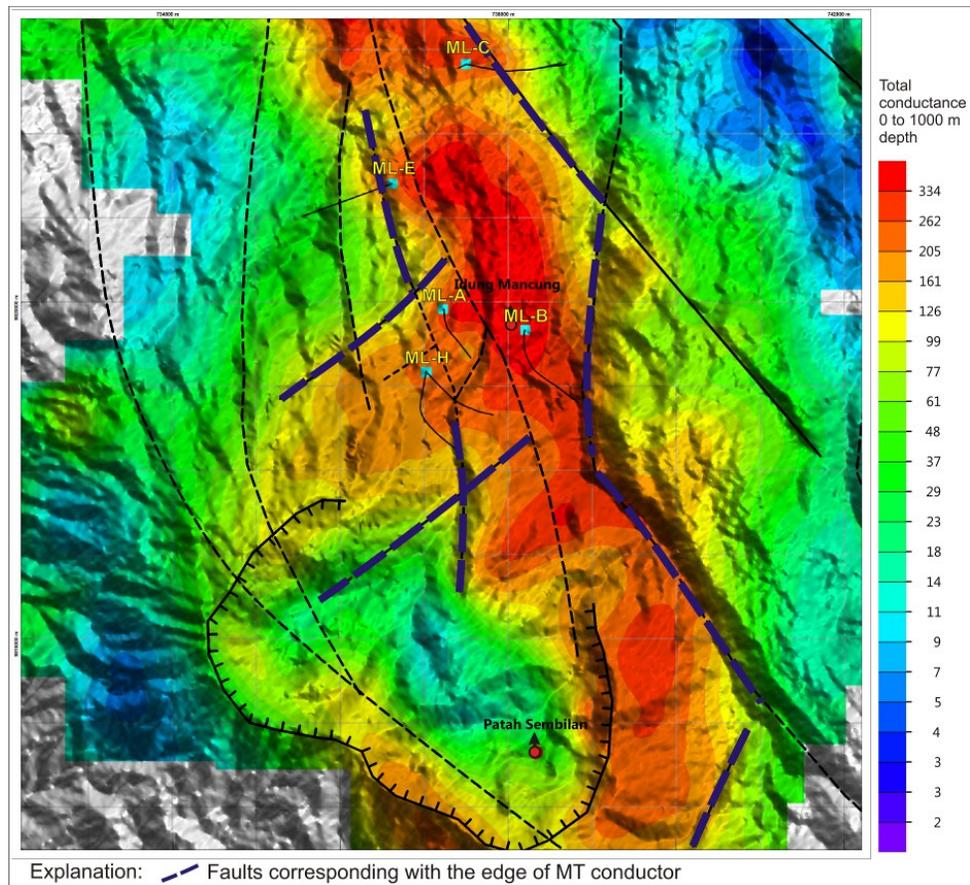 734000 m
738000 m
742000 m
ML-C
ML-E
Idung Mancung
ML-A
ML-B
ML-H
Patah Sembilan
Total
conductance
0 to 1000 m
depth
334
262
205
161
126
99
77
61
48
37
29
23
18
14
11
9
7
5
4
3
3
2
Explanation: Faults corresponding with the edge of MT conductor